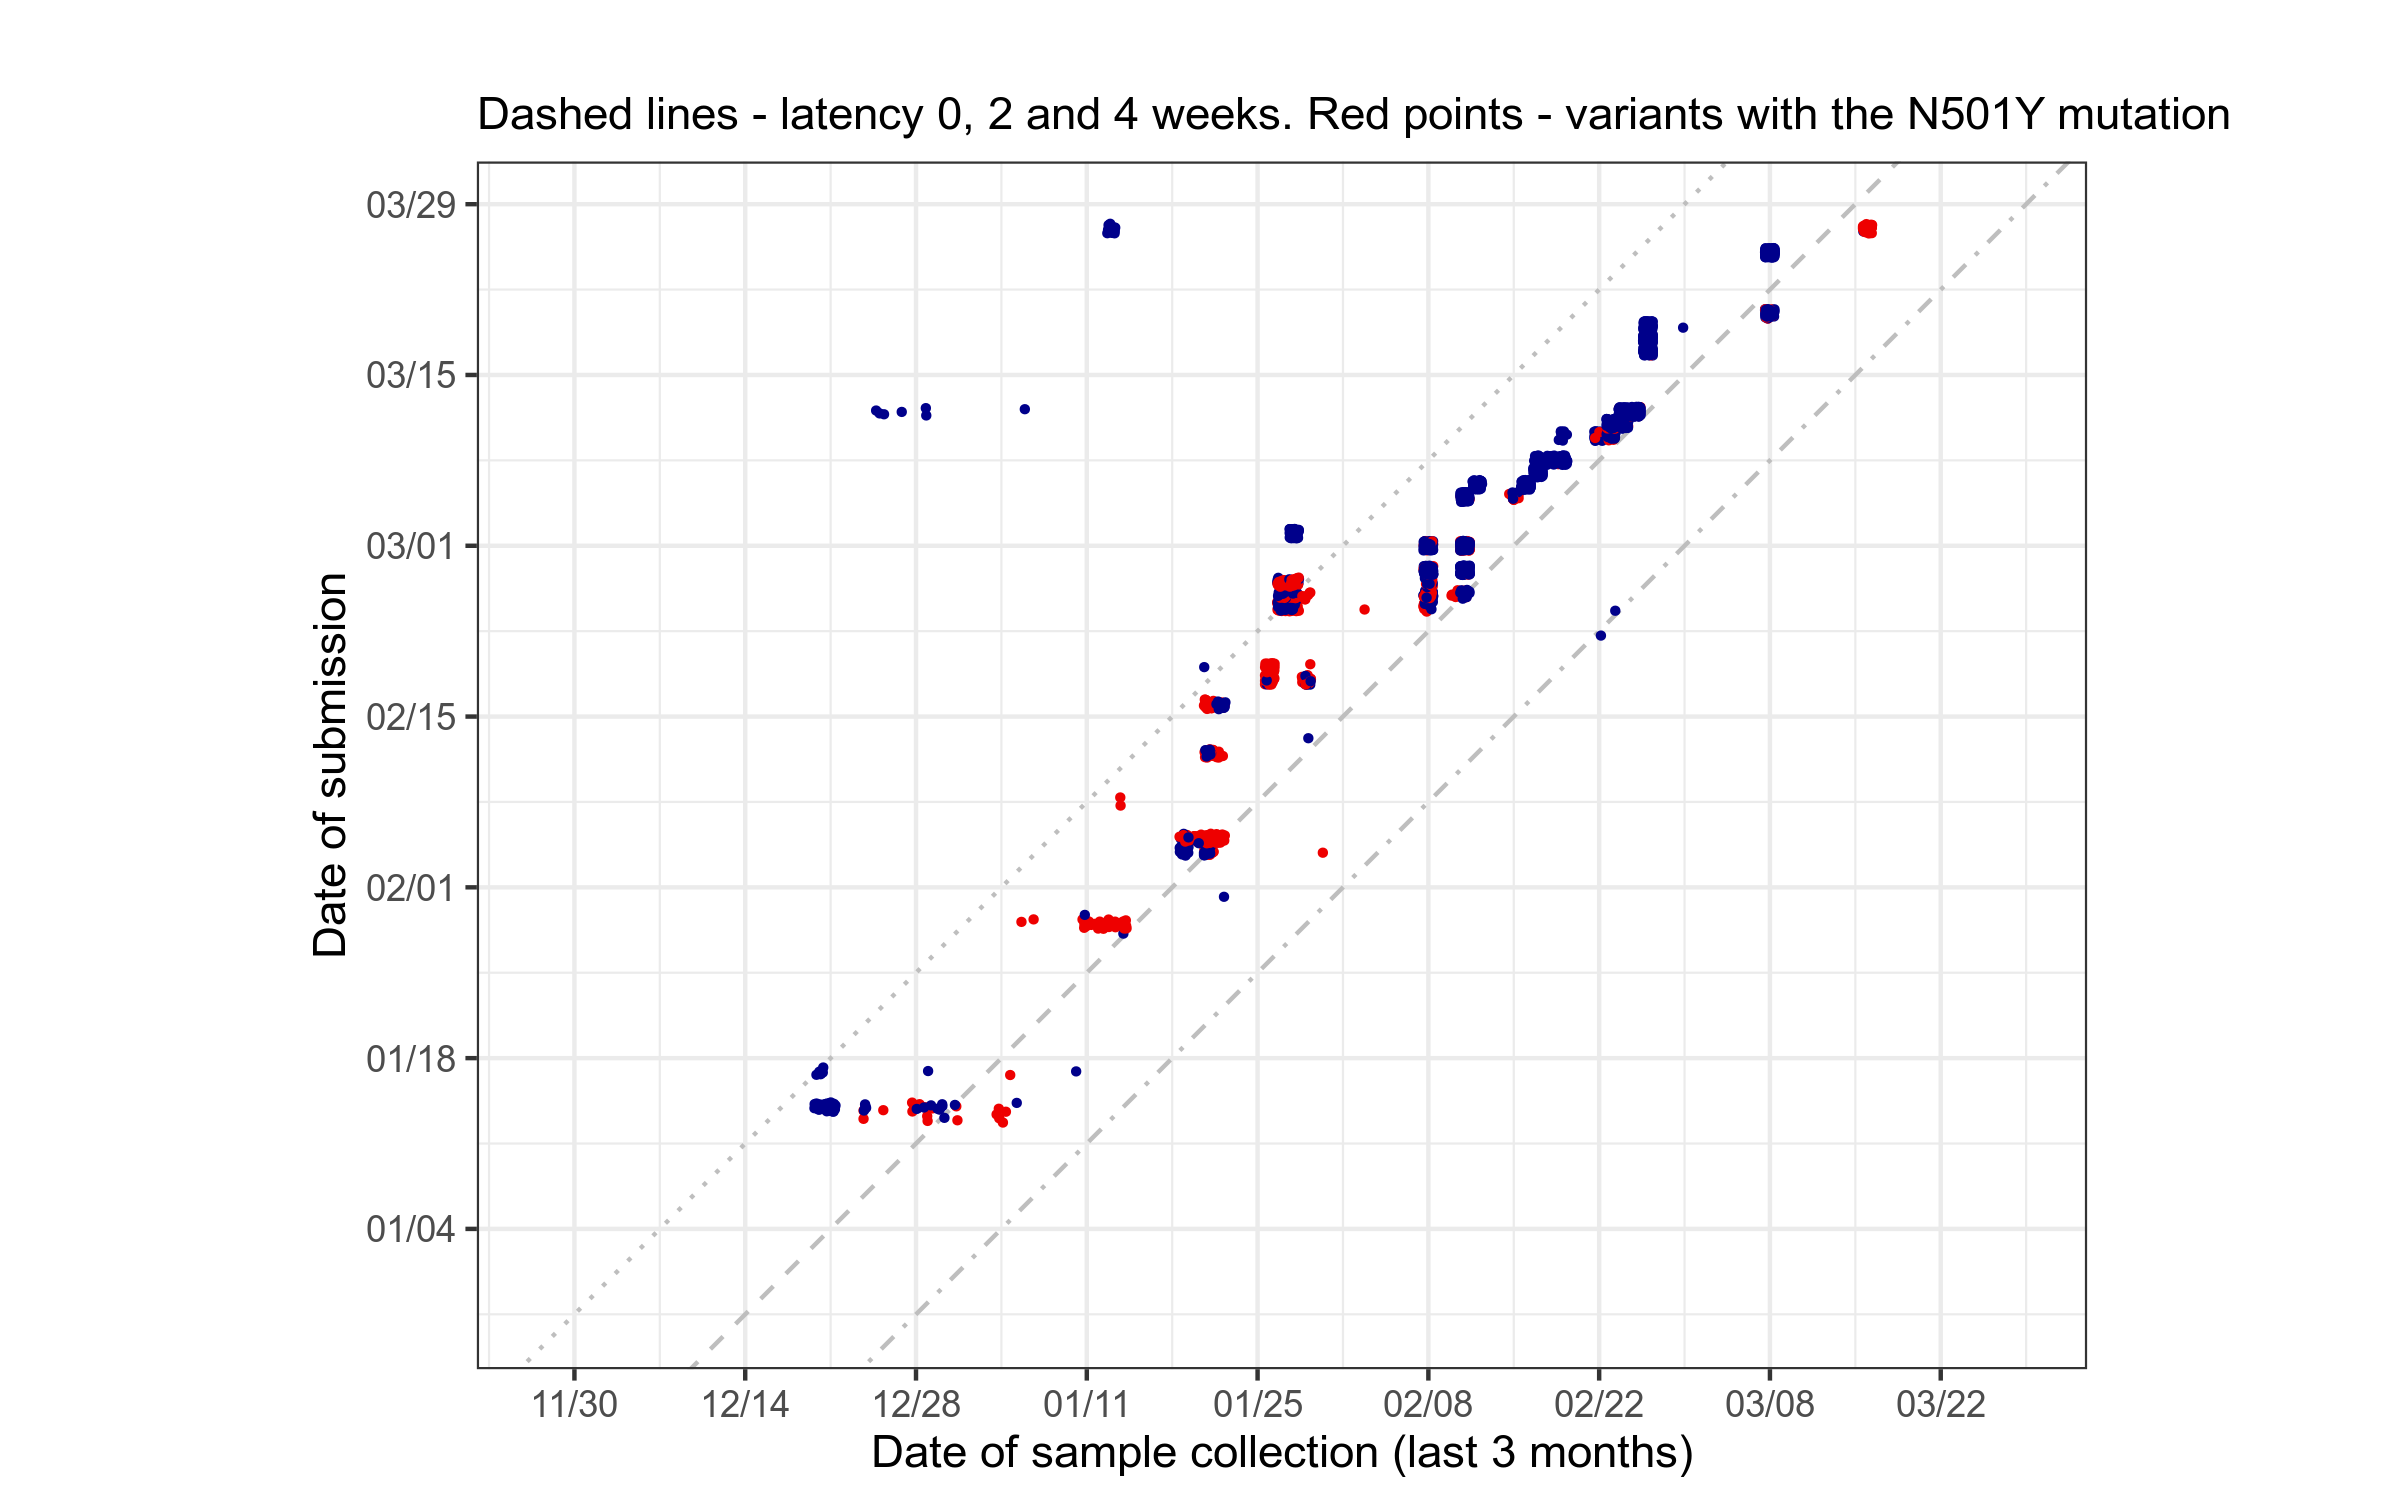 Dashed lines - latency 0, 2 and 4 weeks. Red points - variants with the N501Y mutation
Date of submission
03/29
03/15
03/01
02/15
02/01
01/18
01/04
11/30 12/14 12/28 01/11 01/25 02/08 02/22 03/08 03/22
Date of sample collection (last 3 months)